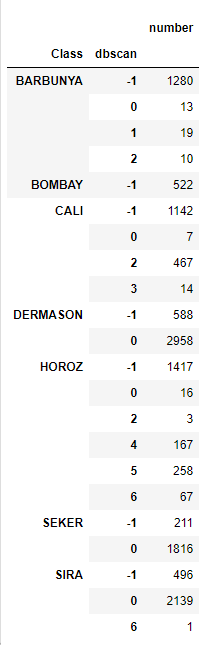 number
Class dbscan
BARBUNYA -1 1280
0 13
1 19
2 10
BOMBAY -1 522
CALI -1 1142
0 7
2 467
3 14
DERMASON -1 588
0 2958
HOROZ -1 1417
0 16
2 3
4 167
5 258
6 67
SEKER -1 211
0 1816
SIRA -1 496
0 2139
6 1